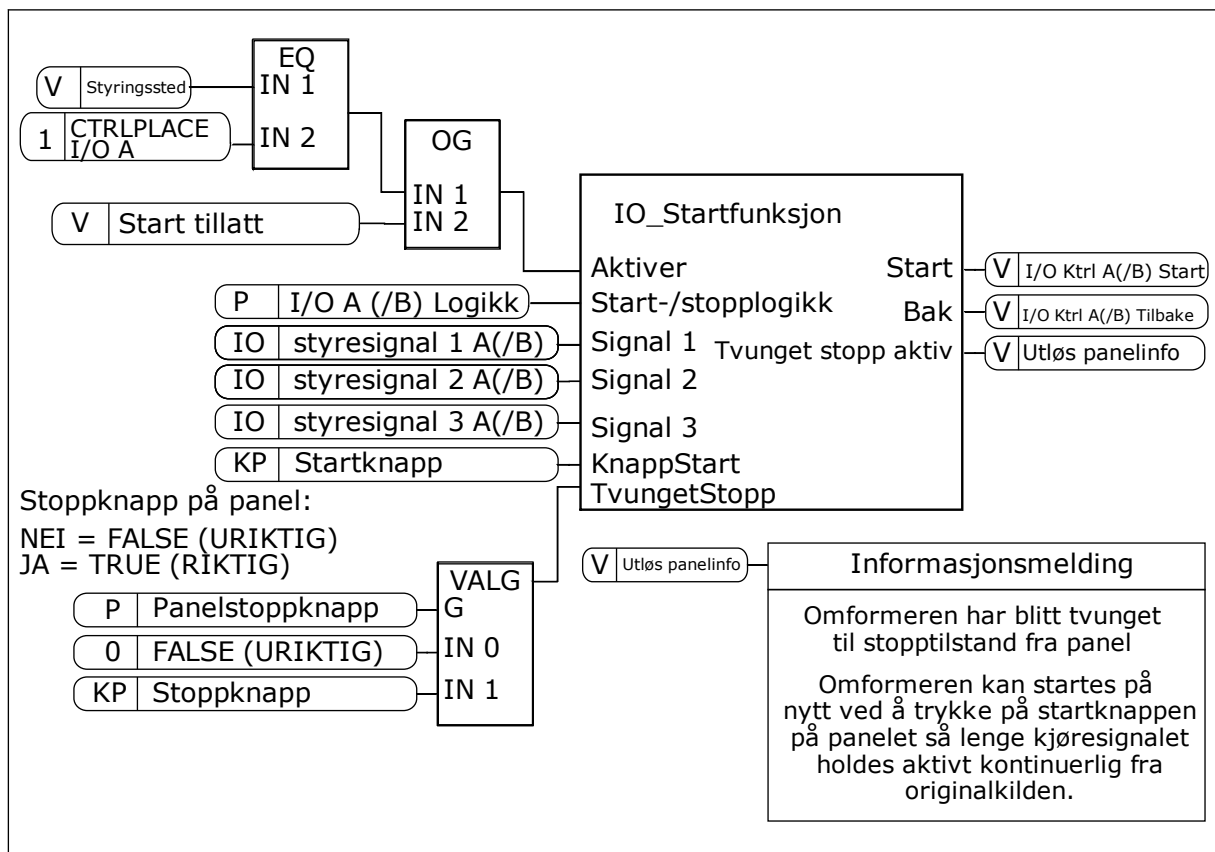 EQ
V Styringssted IN 1
1 CTRLPLACE
I/O A
IN 2
OG
IN 1
V Start tillatt IN 2
IO_Startfunksjon
Aktiver Start V I/O Ktrl A(/B) Start
P I/O A (/B) Logikk Start-/stopplogikk Bak V I/O Ktrl A(/B) Tilbake
IO styresignal 1 A(/B) Signal 1 Tvunget stopp aktiv V Utløs panelinfo
IO styresignal 2 A(/B) Signal 2
IO styresignal 3 A(/B) Signal 3
KP Startknapp KnappStart
TvungetStopp
Stoppknapp på panel:
NEI = FALSE (URIKTIG)
JA = TRUE (RIKTIG)
VALG
P Panelstoppknapp G
0 FALSE (URIKTIG) IN 0
KP Stoppknapp IN 1
V Utløs panelinfo Informasjonsmelding
Omformeren har blitt tvunget
til stopptilstand fra panel
Omformeren kan startes på
nytt ved å trykke på startknappen
på panelet så lenge kjøresignalet
holdes aktivt kontinuerlig fra
originalkilden.